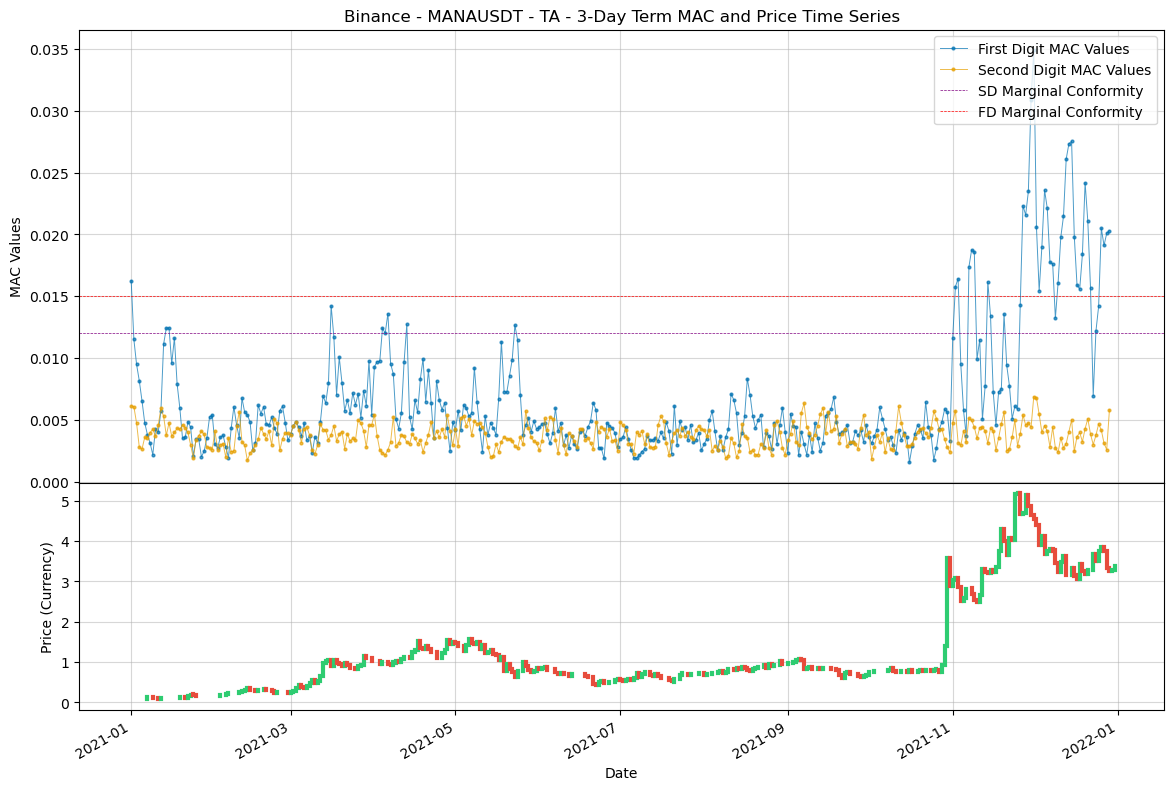 Binance - MANAUSDT - TA - 3-Day Term MAC and Price Time Series
First Digit MAC Values
Second Digit MAC Values
SD Marginal Conformity
FD Marginal Conformity
MAC Values
0.035
0.030
0.025
0.020
0.015
0.010
0.005
0.000
Price (Currency)
5
4
3
2
1
0
2021-01
2021-03
2021-05
2021-07
2021-09
2021-11
2022-01
Date